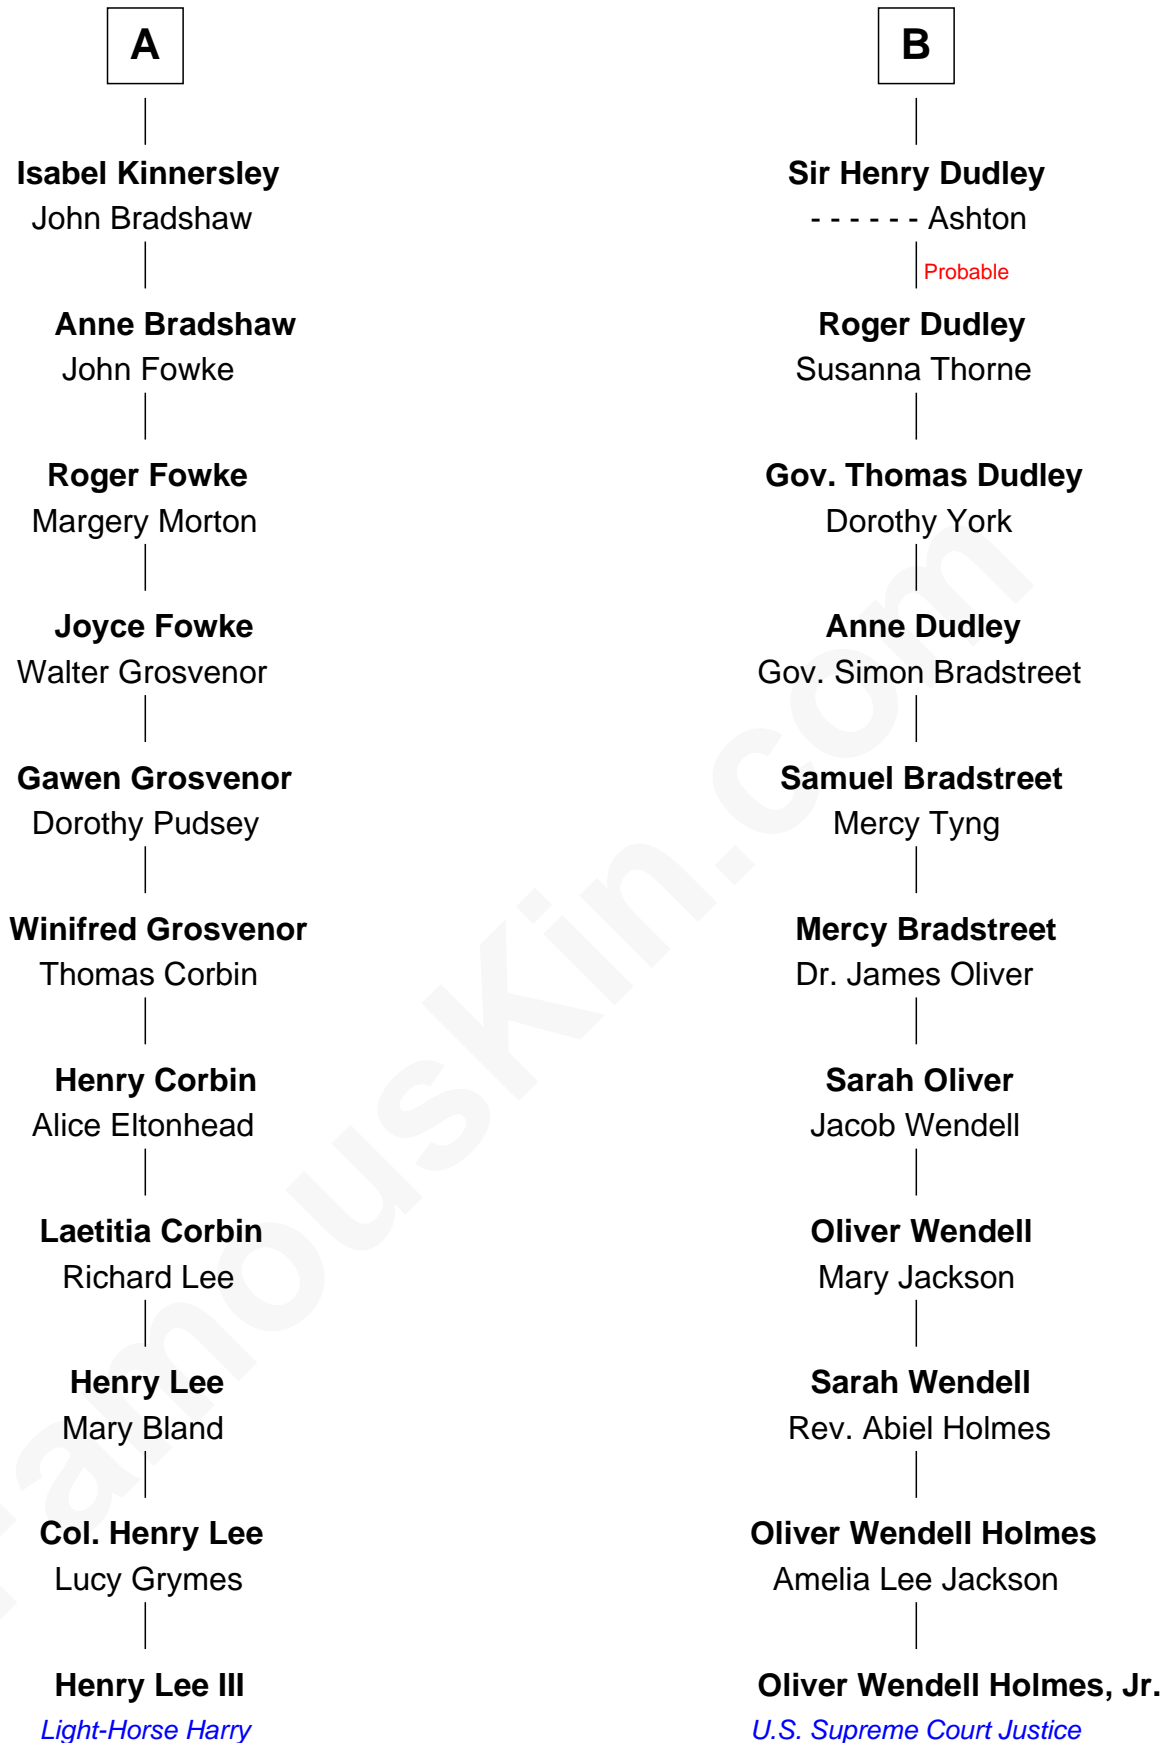 A
Isabel Kinnersley
John Bradshaw
Anne Bradshaw
John Fowke
Roger Fowke
Margery Morton
Joyce Fowke
Walter Grosvenor
Gawen Grosvenor
Dorothy Pudsey
Winifred Grosvenor
Thomas Corbin
Henry Corbin
Alice Eltonhead
Laetitia Corbin
Richard Lee
Henry Lee
Mary Bland
Col. Henry Lee
Lucy Grymes
Henry Lee III
Light-Horse Harry
B
Sir Henry Dudley
- - - - - - Ashton
Probable
Roger Dudley
Susanna Thorne
Gov. Thomas Dudley
Dorothy York
Anne Dudley
Gov. Simon Bradstreet
Samuel Bradstreet
Mercy Tyng
Mercy Bradstreet
Dr. James Oliver
Sarah Oliver
Jacob Wendell
Oliver Wendell
Mary Jackson
Sarah Wendell
Rev. Abiel Holmes
Oliver Wendell Holmes
Amelia Lee Jackson
Oliver Wendell Holmes, Jr.
U.S. Supreme Court Justice
FamousKin.com